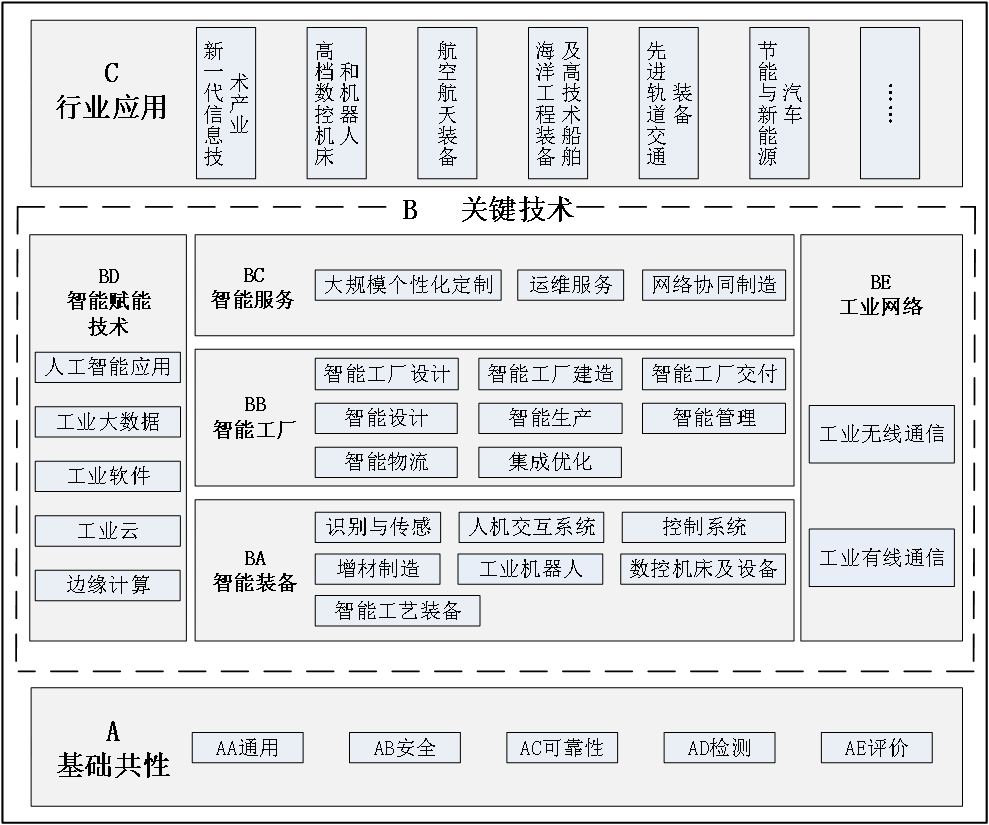 C
行业应用
新一代信息技
术产业
高档数控机床
和机器人
航空航天装备
海洋工程装备
及高技术船舶
先进轨道交通
装备
节能与新能源
汽车
……
B 关键技术
BD
智能赋能
技术
人工智能应用
工业大数据
工业软件
工业云
边缘计算
BC
智能服务
大规模个性化定制
运维服务
网络协同制造
BB
智能工厂
智能工厂设计
智能工厂建造
智能工厂交付
智能设计
智能生产
智能管理
智能物流
集成优化
BA
智能装备
识别与传感
人机交互系统
控制系统
增材制造
工业机器人
数控机床及设备
智能工艺装备
BE
工业网络
工业无线通信
工业有线通信
A
基础共性
AA通用
AB安全
AC可靠性
AD检测
AE评价